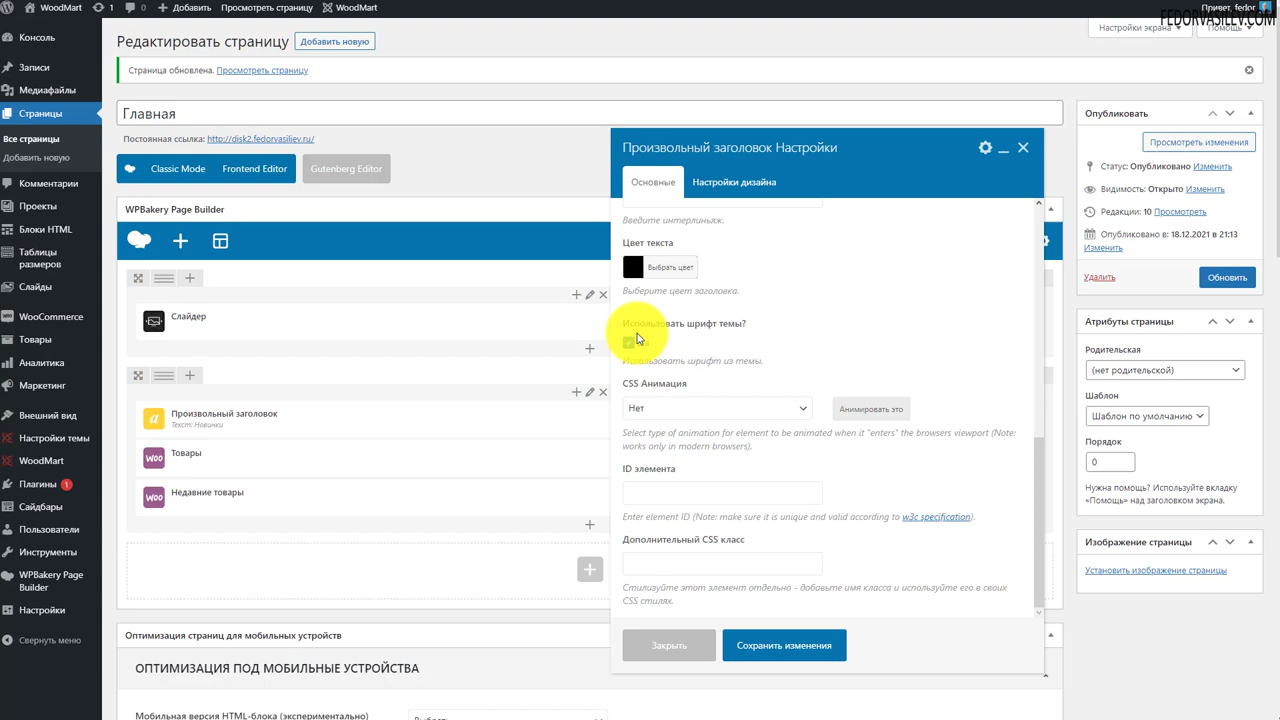 WoodMart
1
0
Добавить
Просмотреть страницу
WooMart
Привет, fedor
FEDORVASILEV.COM
Консоль
Записи
Медиафайлы
Страницы
Все страницы
Добавить новую
Комментарии
Проекты
Блоки HTML
Таблицы
размеров
Слайды
WooCommerce
Товары
Аналитика
Маркетинг
Внешний вид
Настройки темы
WoodMart
Плагины 1
Сайдбары
Пользователи
Инструменты
WPBakery Page
Builder
Настройки
Свернуть меню
Настройки экрана
Помощь
Редактировать страницу
Добавить новую
Страница обновлена. Просмотреть страницу
Главная
Постоянная ссылка: http://disk2.fedorvasiliev.ru/
Classic Mode
Frontend Editor
Gutenberg Editor
WPBakery Page Builder
Слайдер
Произвольный заголовок
Текст: Новинки
Woo
Товары
Woo
Недавние товары
Оптимизация страниц для мобильных устройств
ОПТИМИЗАЦИЯ ПОД МОБИЛЬНЫЕ УСТРОЙСТВА
Мобильная версия HTML-блока (экспериментально)
Выбрать
Произвольный заголовок Настройки
Основные
Настройки дизайна
Введите интерлиньяж.
Цвет текста
Выбрать цвет
Выберите цвет заголовка.
Использовать шрифт темы?
Использовать шрифт из темы.
CSS Анимация
Нет
Анимировать это
Select type of animation for element to be animated when it "enters" the browsers viewport (Note:
works only in modern browsers).
ID элемента
Enter element ID (Note: make sure it is unique and valid according to w3c specification).
Дополнительный CSS класс
Стилизуйте этот элемент отдельно - добавьте имя класса и используйте его в своих
CSS стилях.
Закрыть
Сохранить изменения
Опубликовать
Просмотреть изменения
Статус: Опубликовано Изменить
Видимость: Открыто Изменить
Редакции: 10 Просмотреть
Опубликовано в: 18.12.2021 в 21:13
Изменить
Удалить
Обновить
Атрибуты страницы
Родительская
(нет родительской)
Шаблон
Шаблон по умолчанию
Порядок
0
Нужна помощь? Используйте вкладку
«Помощь» над заголовком экрана.
Изображение страницы
Установить изображение страницы